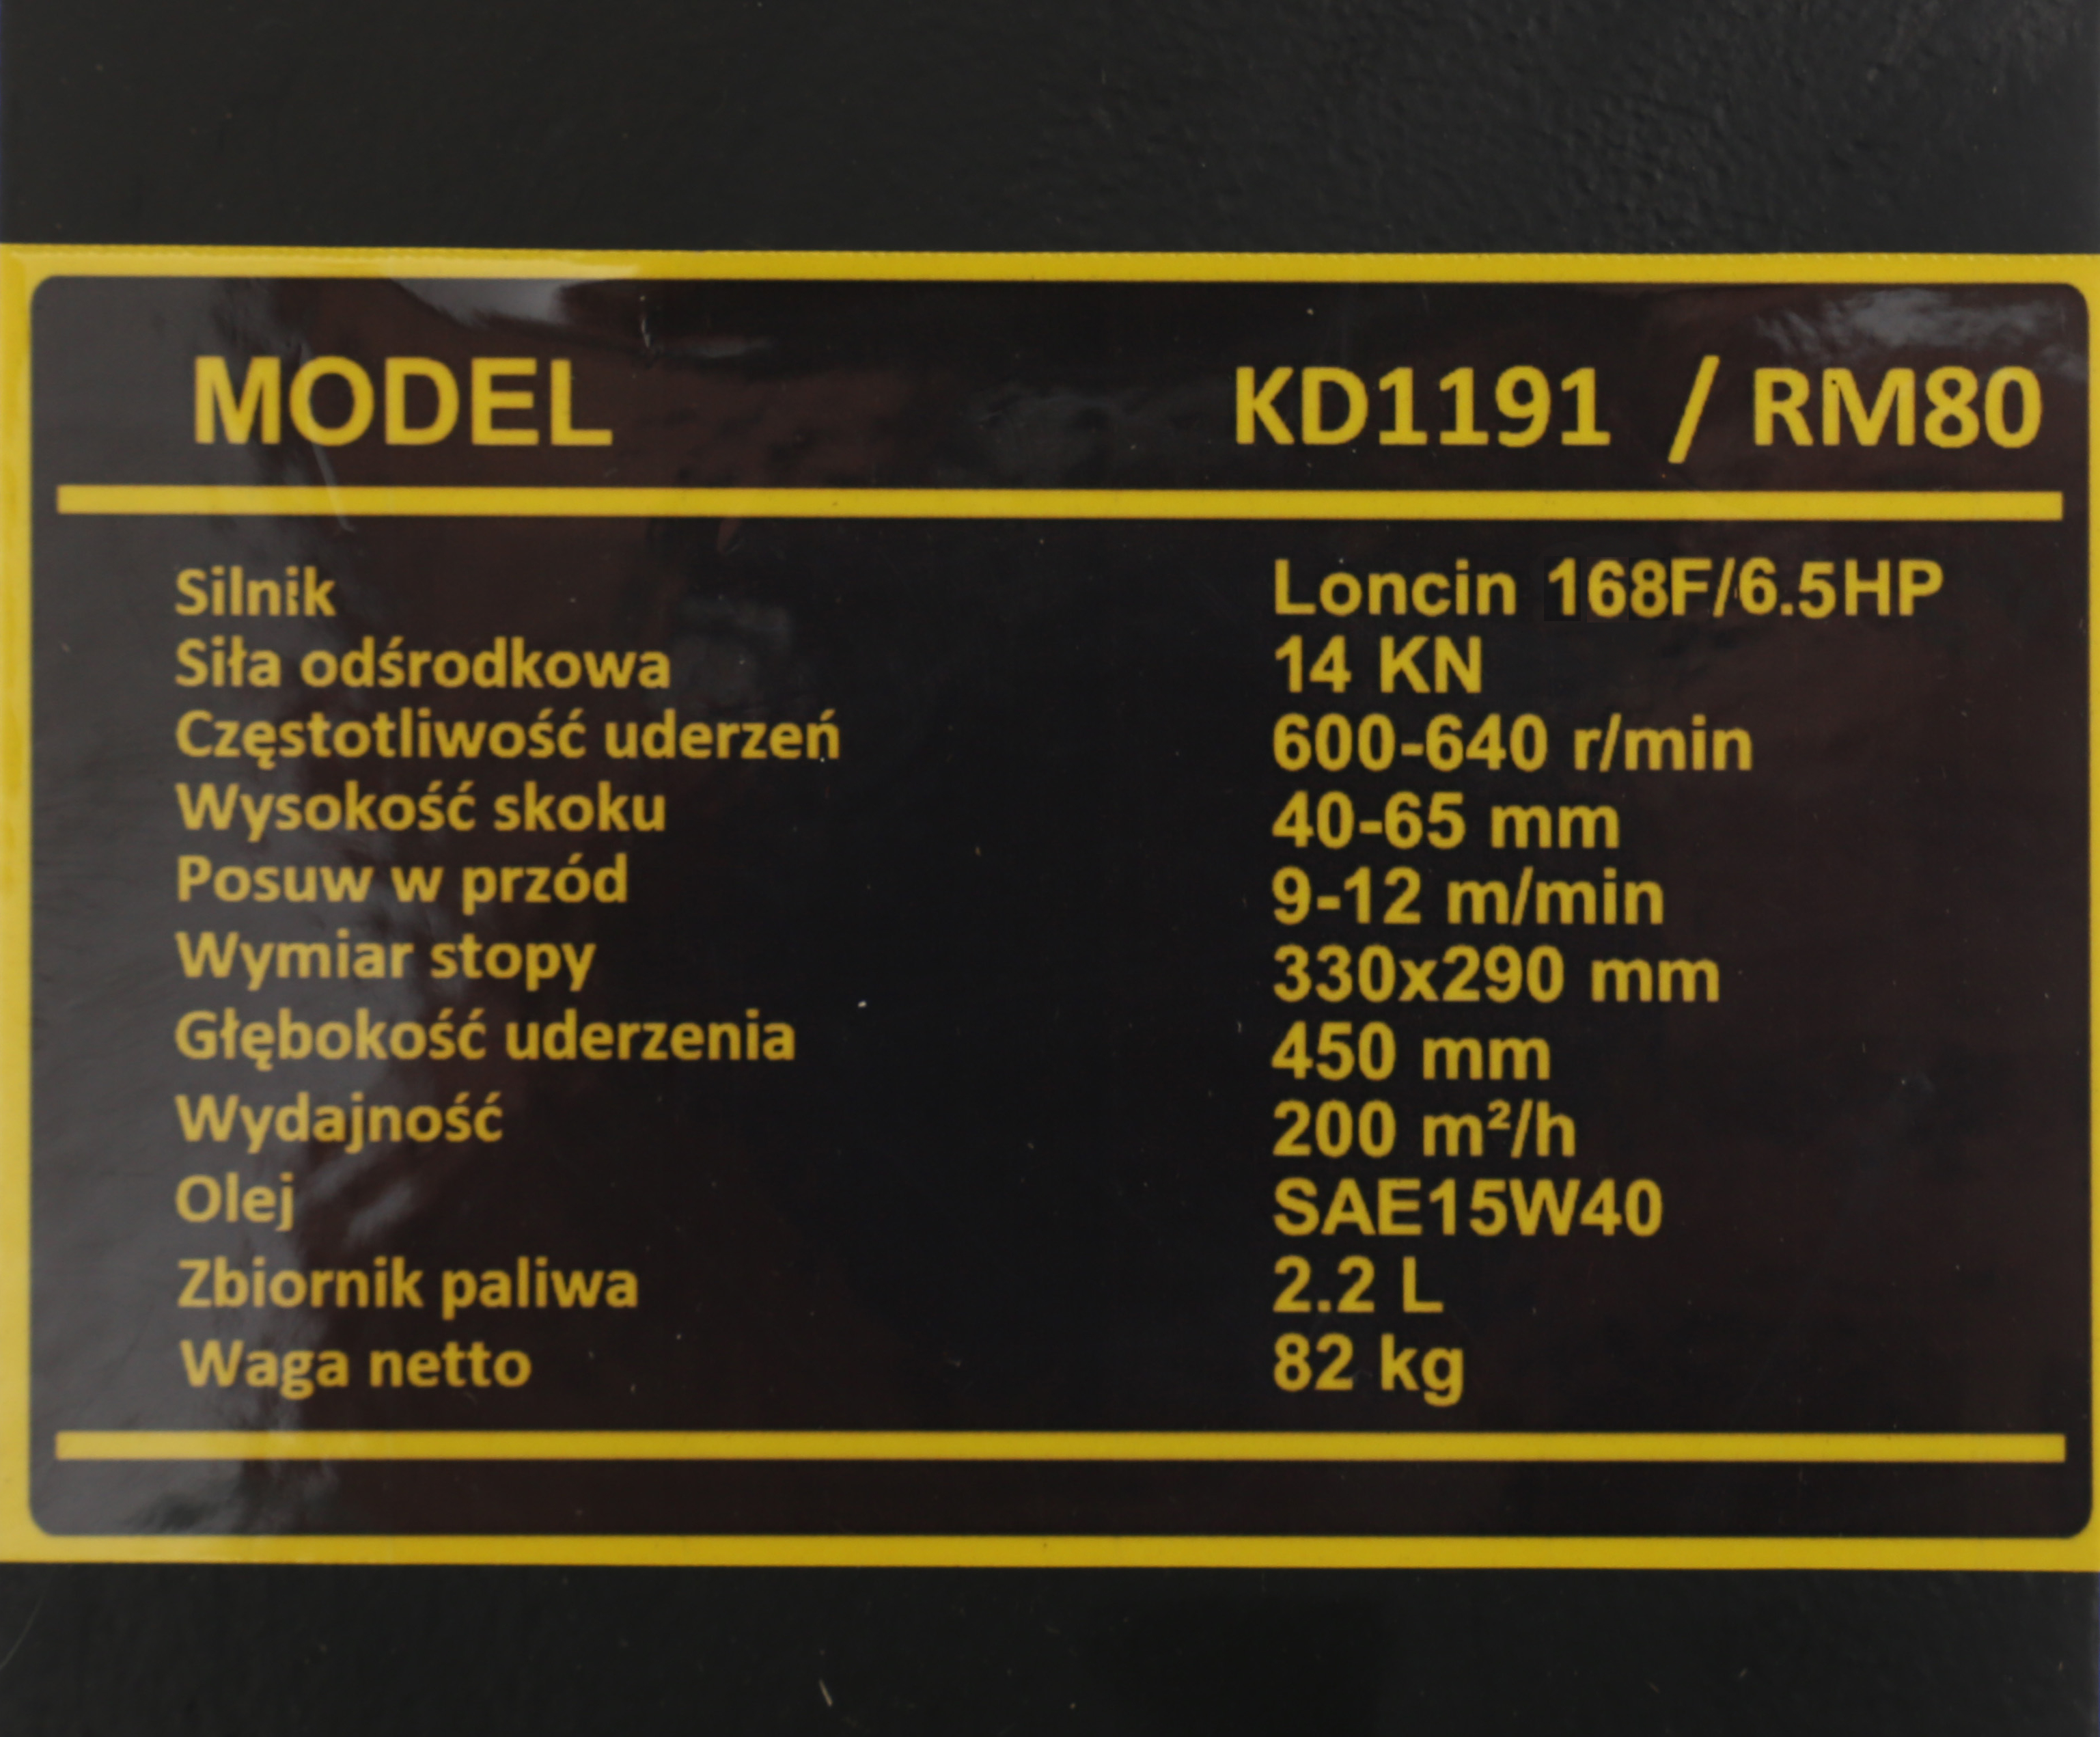 MODEL KD1191 / RM80
Silnik Loncin 168F/6.5HP
Siła odśrodkowa 14 KN
Częstotliwość uderzeń 600-640 r/min
Wysokość skoku 40-65 mm
Posuw w przód 9-12 m/min
Wymiar stopy 330x290 mm
Głębokość uderzenia 450 mm
Wydajność 200 m²/h
Olej SAE15W40
Zbiornik paliwa 2.2 L
Waga netto 82 kg